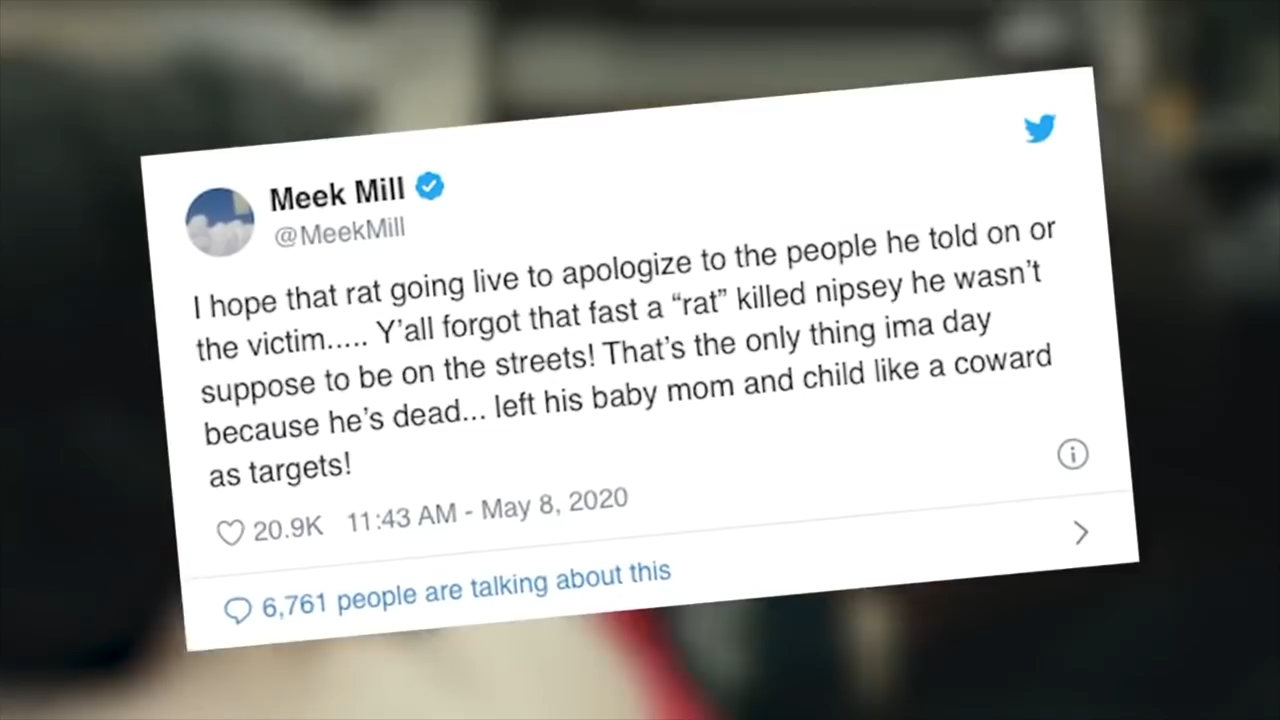 Meek Mill
@MeekMill
I hope that rat going live to apologize to the people he told on or
the victim..... Y’all forgot that fast a “rat” killed nipsey he wasn’t
suppose to be on the streets! That’s the only thing ima day
because he’s dead... left his baby mom and child like a coward
as targets!
20.9K 11:43 AM - May 8, 2020
6,761 people are talking about this